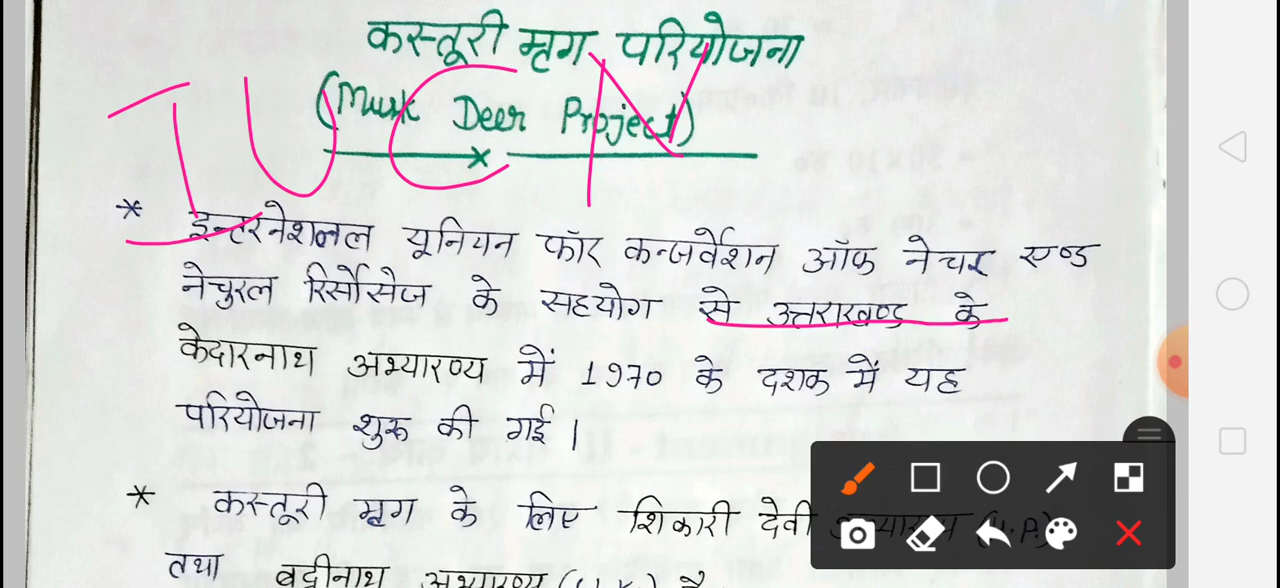 कस्तूरी मृग परियोजना
(Musk Deer Project)
IUCN
* इन्टरनेशनल यूनियन फॉर कन्जर्वेशन ऑफ नेचर एण्ड
नेचुरल रिर्सोसेज के सहयोग से उत्तराखण्ड के
केदारनाथ अभ्यारण्य में 1970 के दशक में यह
परियोजना शुरू की गई ।
* कस्तूरी मृग के लिए शिकारी देवी
तथा बद्रीनाथ अभ्यारण्य (U.K)